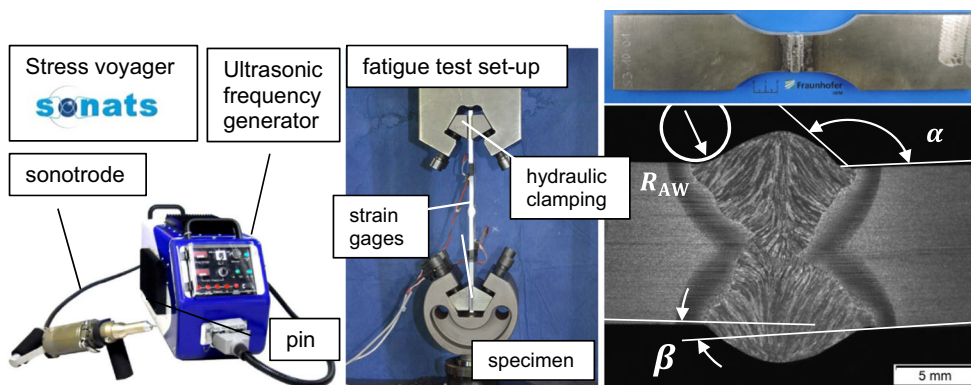 Stress voyager
sonats
Ultrasonic
frequency
generator
sonotrode
pin
fatigue test set-up
hydraulic
clamping
strain
gages
specimen
Fraunhofer
α
R_AW
β
5 mm